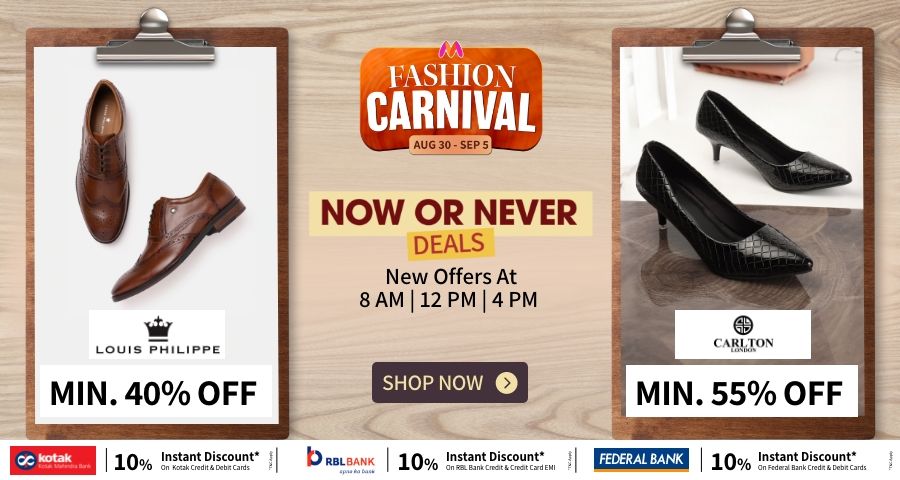 FASHION
CARNIVAL
AUG 30 - SEP 5
NOW OR NEVER
DEALS
New Offers At
8 AM | 12 PM | 4 PM
SHOP NOW
LOUIS PHILIPPE
MIN. 40% OFF
CARLTON
LONDON
MIN. 55% OFF
kotak
Kotak Mahindra Bank
10%
Instant Discount*
On Kotak Credit & Debit Cards
*T&C Apply
RBLBANK
apno ka bank
10%
Instant Discount*
On RBL Bank Credit & Credit Card EMI
*T&C Apply
FEDERAL BANK
10%
Instant Discount*
On Federal Bank Credit & Debit Cards
*T&C Apply